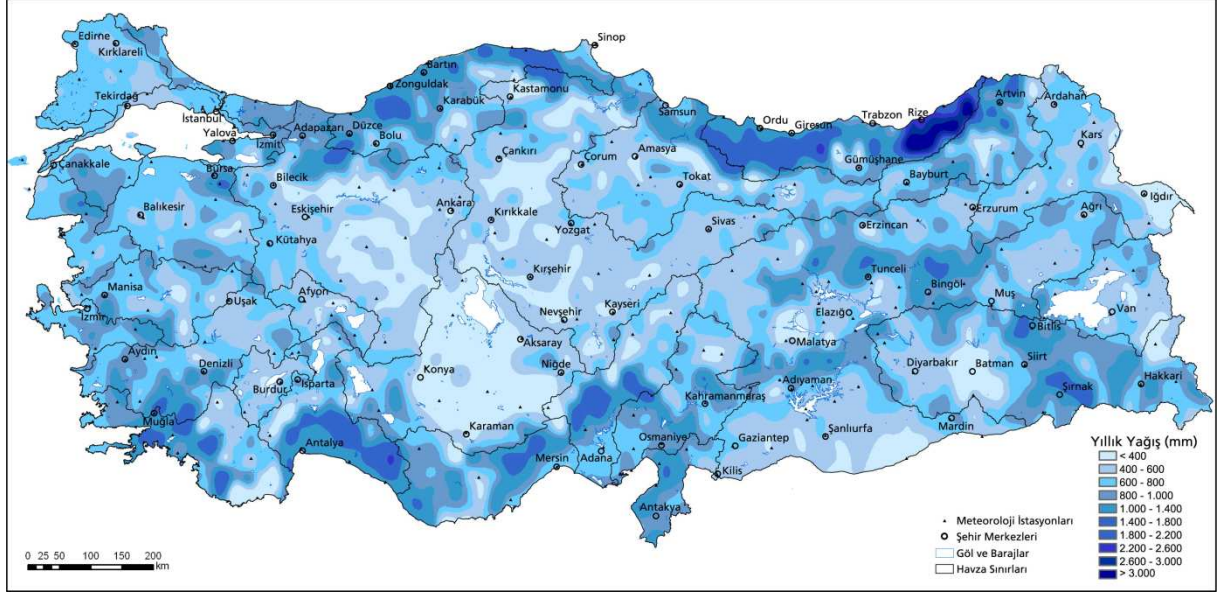 Sinop
Edirne
Kırklareli
Bartın
Zonguldak
Kastamonu
Karabük
Tekirdağ
İstanbul
Yalova
İzmit
Adapazarı
Düzce
Bolu
Samsun
Ordu
Giresun
Trabzon
Rize
Artvin
Ardahan
Kars
Çanakkale
Bursa
Bilecik
Çankırı
Çorum
Amasya
Tokat
Gümüşhane
Bayburt
Iğdır
Balıkesir
Eskişehir
Ankara
Kırıkkale
Yozgat
Sivas
Erzincan
Erzurum
Ağrı
Kütahya
Kırşehir
Tunceli
Bingöl
Muş
Manisa
İzmir
Uşak
Afyon
Nevşehir
Kayseri
Elazığ
Malatya
Bitlis
Van
Aksaray
Niğde
Aydın
Denizli
Burdur
Isparta
Konya
Kahramanmaraş
Adıyaman
Diyarbakır
Batman
Siirt
Şırnak
Hakkari
Muğla
Antalya
Karaman
Mersin
Adana
Osmaniye
Gaziantep
Şanlıurfa
Mardin
Kilis
Antakya
Yıllık Yağış (mm)
< 400
400 - 600
600 - 800
800 - 1.000
1.000 - 1.400
1.400 - 1.800
1.800 - 2.200
2.200 - 2.600
2.600 - 3.000
> 3.000
Meteoroloji İstasyonları
Şehir Merkezleri
Göl ve Barajlar
Havza Sınırları
0 25 50 100 150 200
km